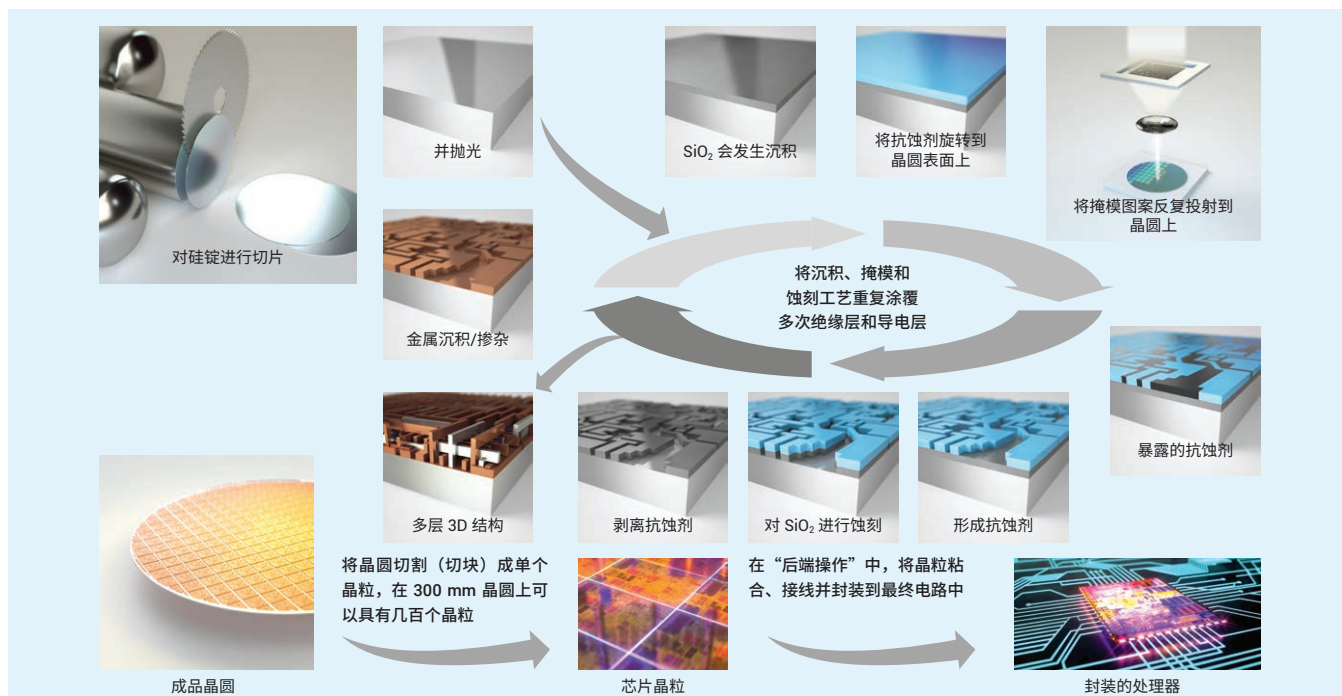 对硅锭进行切片
并抛光
SiO₂ 会发生沉积
将抗蚀剂旋转到
晶圆表面上
将掩模图案反复投射到
晶圆上
金属沉积/掺杂
将沉积、掩模和
蚀刻工艺重复涂覆
多次绝缘层和导电层
暴露的抗蚀剂
多层 3D 结构
剥离抗蚀剂
对 SiO₂ 进行蚀刻
形成抗蚀剂
将晶圆切割（切块）成单个
晶粒，在 300 mm 晶圆上可
以具有几百个晶粒
在“后端操作”中，将晶粒粘
合、接线并封装到最终电路中
成品晶圆
芯片晶粒
封装的处理器